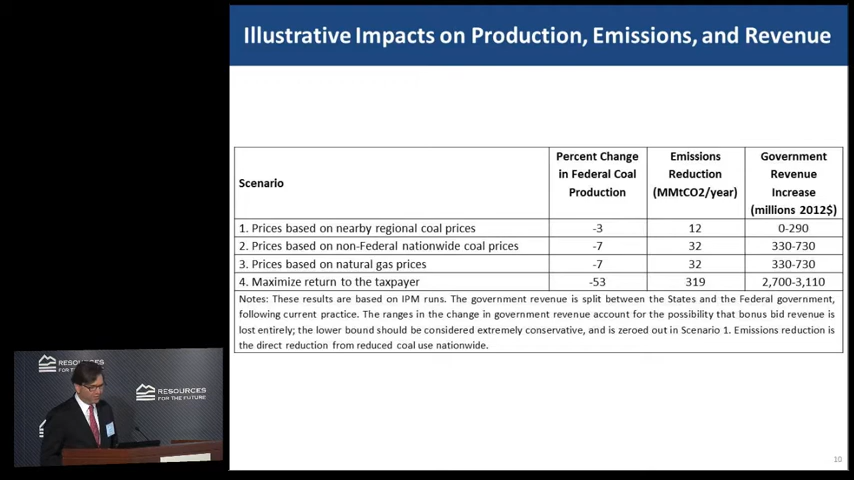 Illustrative Impacts on Production, Emissions, and Revenue
Scenario
Percent Change
in Federal Coal
Production
Emissions
Reduction
(MMtCO2/year)
Government
Revenue
Increase
(millions 2012$)
1. Prices based on nearby regional coal prices -3 12 0-290
2. Prices based on non-Federal nationwide coal prices -7 32 330-730
3. Prices based on natural gas prices -7 32 330-730
4. Maximize return to the taxpayer -53 319 2,700-3,110
Notes: These results are based on IPM runs. The government revenue is split between the States and the Federal government,
following current practice. The ranges in the change in government revenue account for the possibility that bonus bid revenue is
lost entirely; the lower bound should be considered extremely conservative, and is zeroed out in Scenario 1. Emissions reduction is
the direct reduction from reduced coal use nationwide.
10
RESOURCES
FOR THE FUTURE
RESOURCES
FOR THE FUTURE